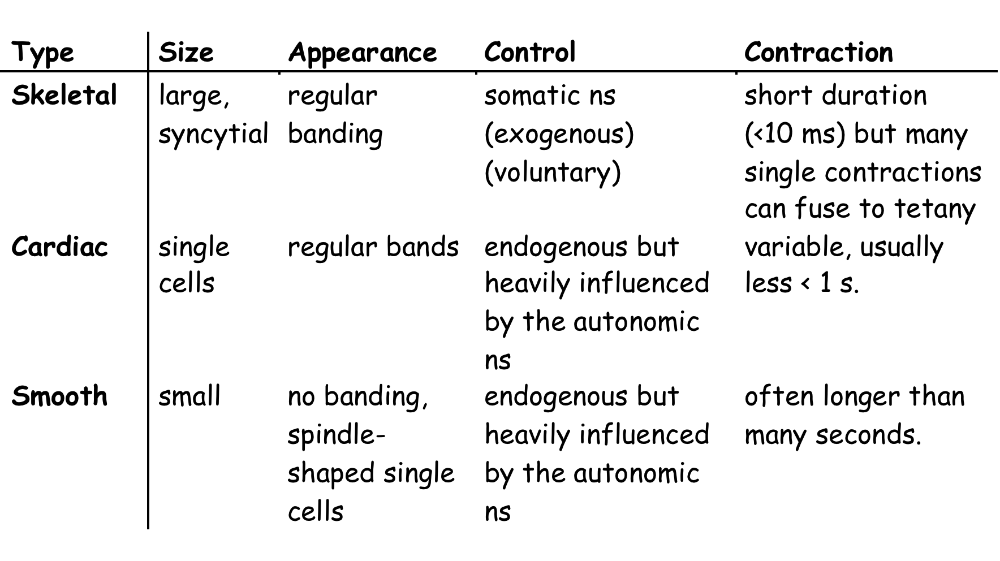 Type Size Appearance Control Contraction
Skeletal large, regular somatic ns short duration
syncytial banding (exogenous) (<10 ms) but many
(voluntary) single contractions
can fuse to tetany
Cardiac single regular bands endogenous but variable, usually
cells heavily influenced less < 1 s.
by the autonomic
ns
Smooth small no banding, endogenous but often longer than
spindle- heavily influenced many seconds.
shaped single by the autonomic
cells ns